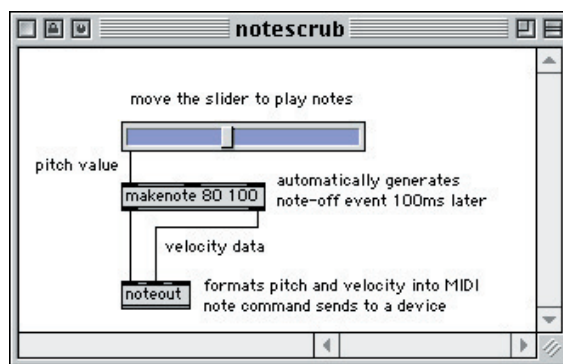 notescrub
move the slider to play notes
pitch value
automatically generates
note-off event 100ms later
makenote 80 100
velocity data
formats pitch and velocity into MIDI
note command sends to a device
noteout